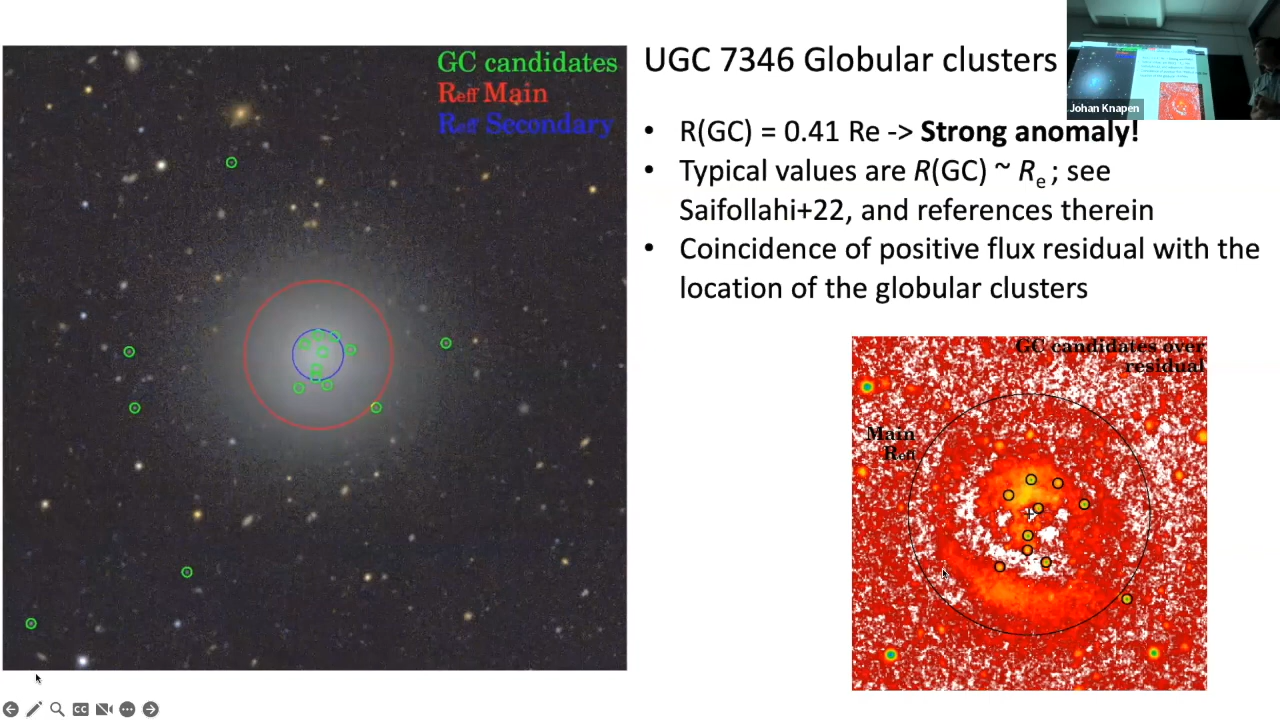 GC candidates
Reff Main
Reff Secondary
UGC 7346 Globular clusters
Johan Knapen
• R(GC) = 0.41 Re -> Strong anomaly!
• Typical values are R(GC) ~ Re ; see
Saifollahi+22, and references therein
• Coincidence of positive flux residual with the
location of the globular clusters
GC candidates over
residual
Main
Reff
CC